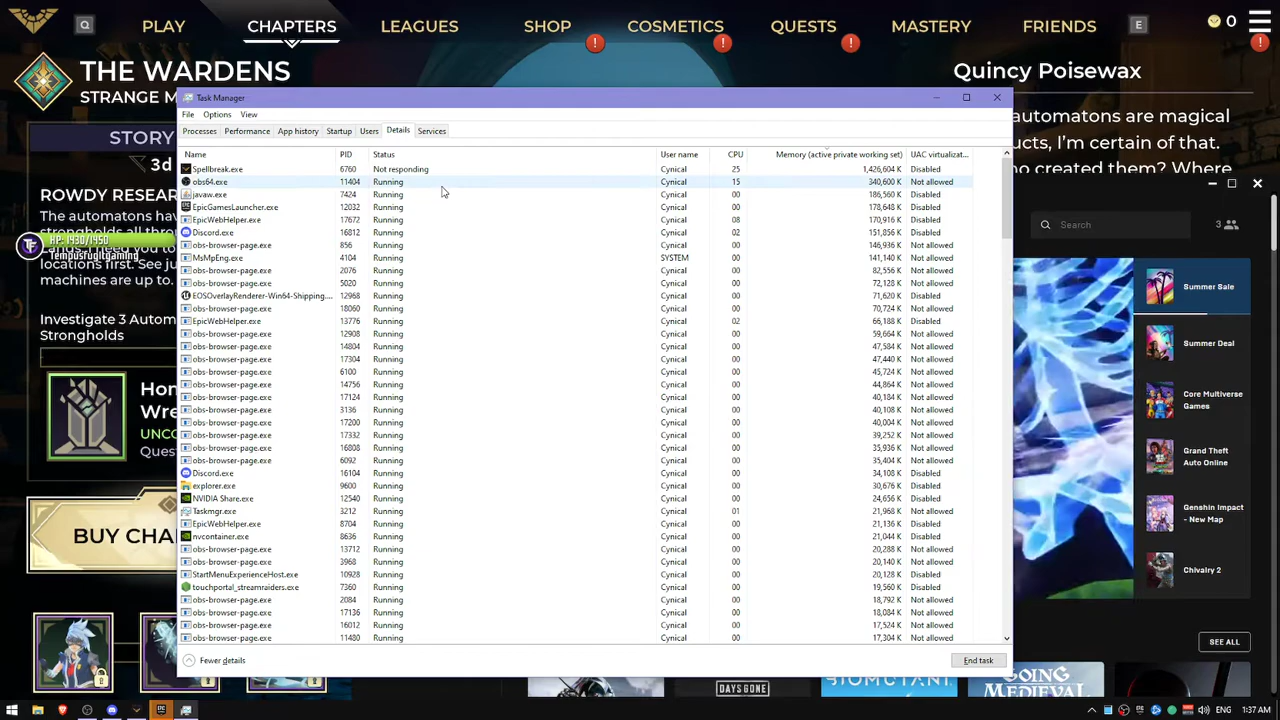 Q
PLAY
CHAPTERS
LEAGUES
SHOP
COSMETICS
QUESTS
MASTERY
FRIENDS
E
0
THE WARDENS
STRANGE M
Quincy Poisewax
automatons are magical
ucts, I'm certain of that.
STORY
3d
ROWDY RESEAR
The automatons have
HP: 1930/1950
Tempusfugitgaming
locations first. See jus
machines are up to.
Investigate 3 Autom
Strongholds
Hon
Wre
UNCO
Quest
BUY CHA
Task Manager
File Options View
Processes Performance App history Startup Users Details Services
Name PID Status User name CPU Memory (active private working set) UAC virtualizat...
Spellbreak.exe 6760 Not responding Cynical 25 1,426,604 K Disabled
obs64.exe 11404 Running Cynical 15 340,600 K Not allowed
javaw.exe 7424 Running Cynical 00 186,560 K Disabled
EpicGamesLauncher.exe 12032 Running Cynical 00 178,648 K Disabled
EpicWebHelper.exe 17672 Running Cynical 08 170,916 K Disabled
Discord.exe 16812 Running Cynical 02 151,856 K Disabled
obs-browser-page.exe 856 Running Cynical 00 146,936 K Not allowed
MsMpEng.exe 4104 Running SYSTEM 00 141,140 K Not allowed
obs-browser-page.exe 2076 Running Cynical 00 82,556 K Not allowed
obs-browser-page.exe 5020 Running Cynical 00 72,128 K Not allowed
EOSOverlayRenderer-Win64-Shipping.... 12968 Running Cynical 00 71,620 K Disabled
obs-browser-page.exe 18060 Running Cynical 00 70,724 K Not allowed
EpicWebHelper.exe 13776 Running Cynical 02 66,188 K Disabled
obs-browser-page.exe 12908 Running Cynical 00 59,664 K Not allowed
obs-browser-page.exe 14804 Running Cynical 00 47,584 K Not allowed
obs-browser-page.exe 17304 Running Cynical 00 47,440 K Not allowed
obs-browser-page.exe 6100 Running Cynical 00 45,724 K Not allowed
obs-browser-page.exe 14756 Running Cynical 00 44,864 K Not allowed
obs-browser-page.exe 17124 Running Cynical 00 40,184 K Not allowed
obs-browser-page.exe 3136 Running Cynical 00 40,108 K Not allowed
obs-browser-page.exe 17200 Running Cynical 00 40,004 K Not allowed
obs-browser-page.exe 17332 Running Cynical 00 39,252 K Not allowed
obs-browser-page.exe 16808 Running Cynical 00 35,936 K Not allowed
obs-browser-page.exe 6092 Running Cynical 00 35,404 K Not allowed
Discord.exe 16104 Running Cynical 00 34,108 K Disabled
explorer.exe 9600 Running Cynical 00 30,676 K Disabled
NVIDIA Share.exe 12540 Running Cynical 00 24,656 K Disabled
Taskmgr.exe 3212 Running Cynical 01 21,968 K Not allowed
EpicWebHelper.exe 8704 Running Cynical 00 21,136 K Disabled
nvcontainer.exe 8636 Running Cynical 00 21,044 K Disabled
obs-browser-page.exe 13712 Running Cynical 00 20,288 K Not allowed
obs-browser-page.exe 3968 Running Cynical 00 20,140 K Not allowed
StartMenuExperienceHost.exe 10928 Running Cynical 00 20,128 K Disabled
touchportal_streamraiders.exe 7360 Running Cynical 00 19,560 K Disabled
obs-browser-page.exe 2084 Running Cynical 00 18,792 K Not allowed
obs-browser-page.exe 17136 Running Cynical 00 18,084 K Not allowed
obs-browser-page.exe 16012 Running Cynical 00 17,524 K Not allowed
obs-browser-page.exe 11480 Running Cynical 00 17,304 K Not allowed
Fewer details
End task
Search
3
Summer Sale
Summer Deal
Core Multiverse
Games
Grand Theft
Auto Online
Genshin Impact
- New Map
Chivalry 2
SEE ALL
DAYS GONE
BIOMUTANT
GOING
MEDIEVAL
ENG
1:37 AM